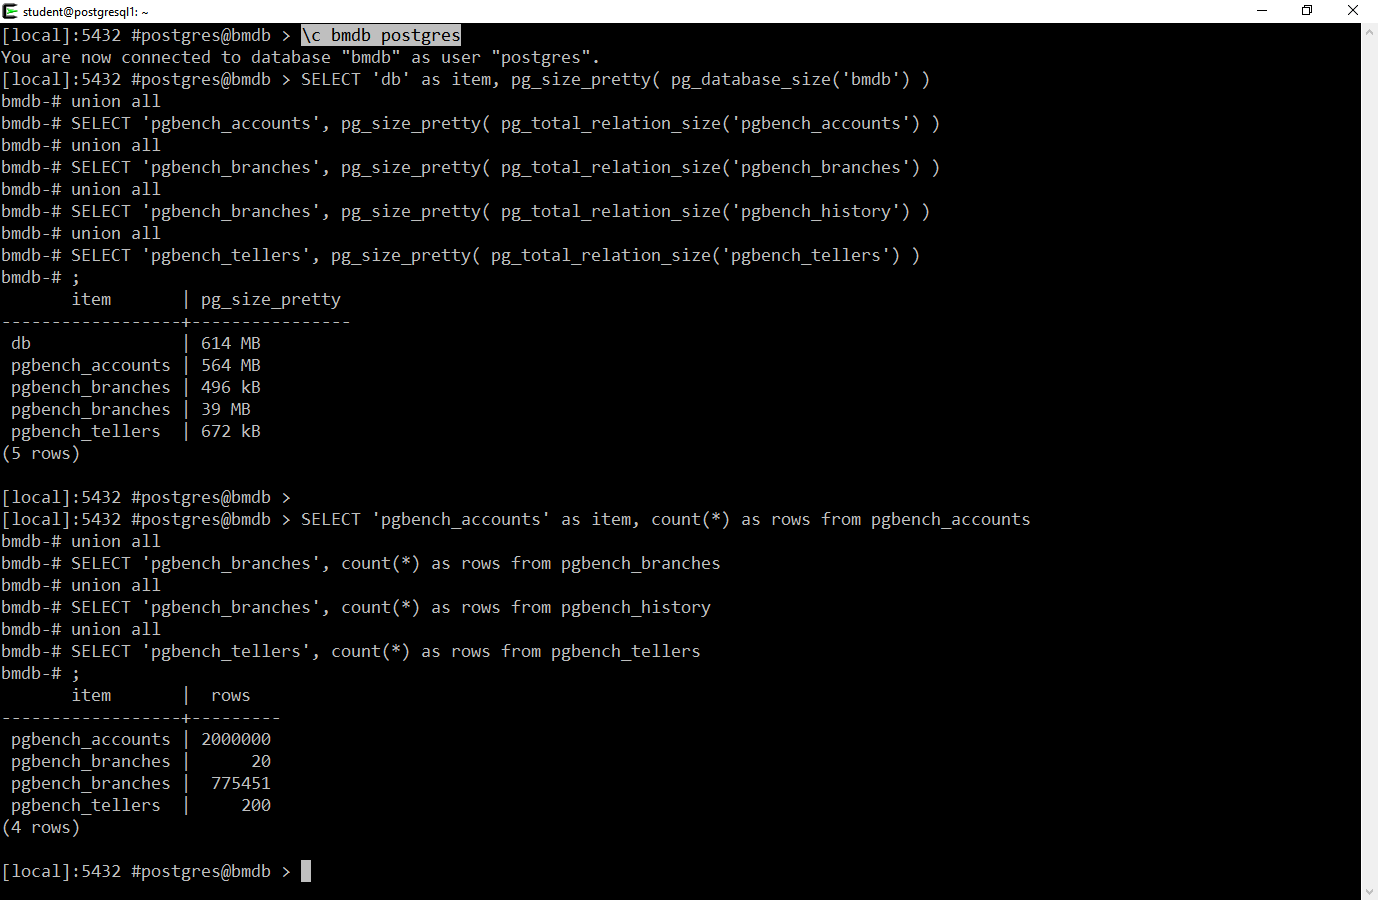 student@postgresql1: ~
[local]:5432 #postgres@bmdb > \c bmdb postgres
You are now connected to database "bmdb" as user "postgres".
[local]:5432 #postgres@bmdb > SELECT 'db' as item, pg_size_pretty( pg_database_size('bmdb') )
bmdb-# union all
bmdb-# SELECT 'pgbench_accounts', pg_size_pretty( pg_total_relation_size('pgbench_accounts') )
bmdb-# union all
bmdb-# SELECT 'pgbench_branches', pg_size_pretty( pg_total_relation_size('pgbench_branches') )
bmdb-# union all
bmdb-# SELECT 'pgbench_branches', pg_size_pretty( pg_total_relation_size('pgbench_history') )
bmdb-# union all
bmdb-# SELECT 'pgbench_tellers', pg_size_pretty( pg_total_relation_size('pgbench_tellers') )
bmdb-# ;
       item       | pg_size_pretty
------------------+----------------
 db               | 614 MB
 pgbench_accounts | 564 MB
 pgbench_branches | 496 kB
 pgbench_branches | 39 MB
 pgbench_tellers  | 672 kB
(5 rows)
[local]:5432 #postgres@bmdb >
[local]:5432 #postgres@bmdb > SELECT 'pgbench_accounts' as item, count(*) as rows from pgbench_accounts
bmdb-# union all
bmdb-# SELECT 'pgbench_branches', count(*) as rows from pgbench_branches
bmdb-# union all
bmdb-# SELECT 'pgbench_branches', count(*) as rows from pgbench_history
bmdb-# union all
bmdb-# SELECT 'pgbench_tellers', count(*) as rows from pgbench_tellers
bmdb-# ;
       item       |  rows
------------------+---------
 pgbench_accounts | 2000000
 pgbench_branches |      20
 pgbench_branches |  775451
 pgbench_tellers  |     200
(4 rows)
[local]:5432 #postgres@bmdb >